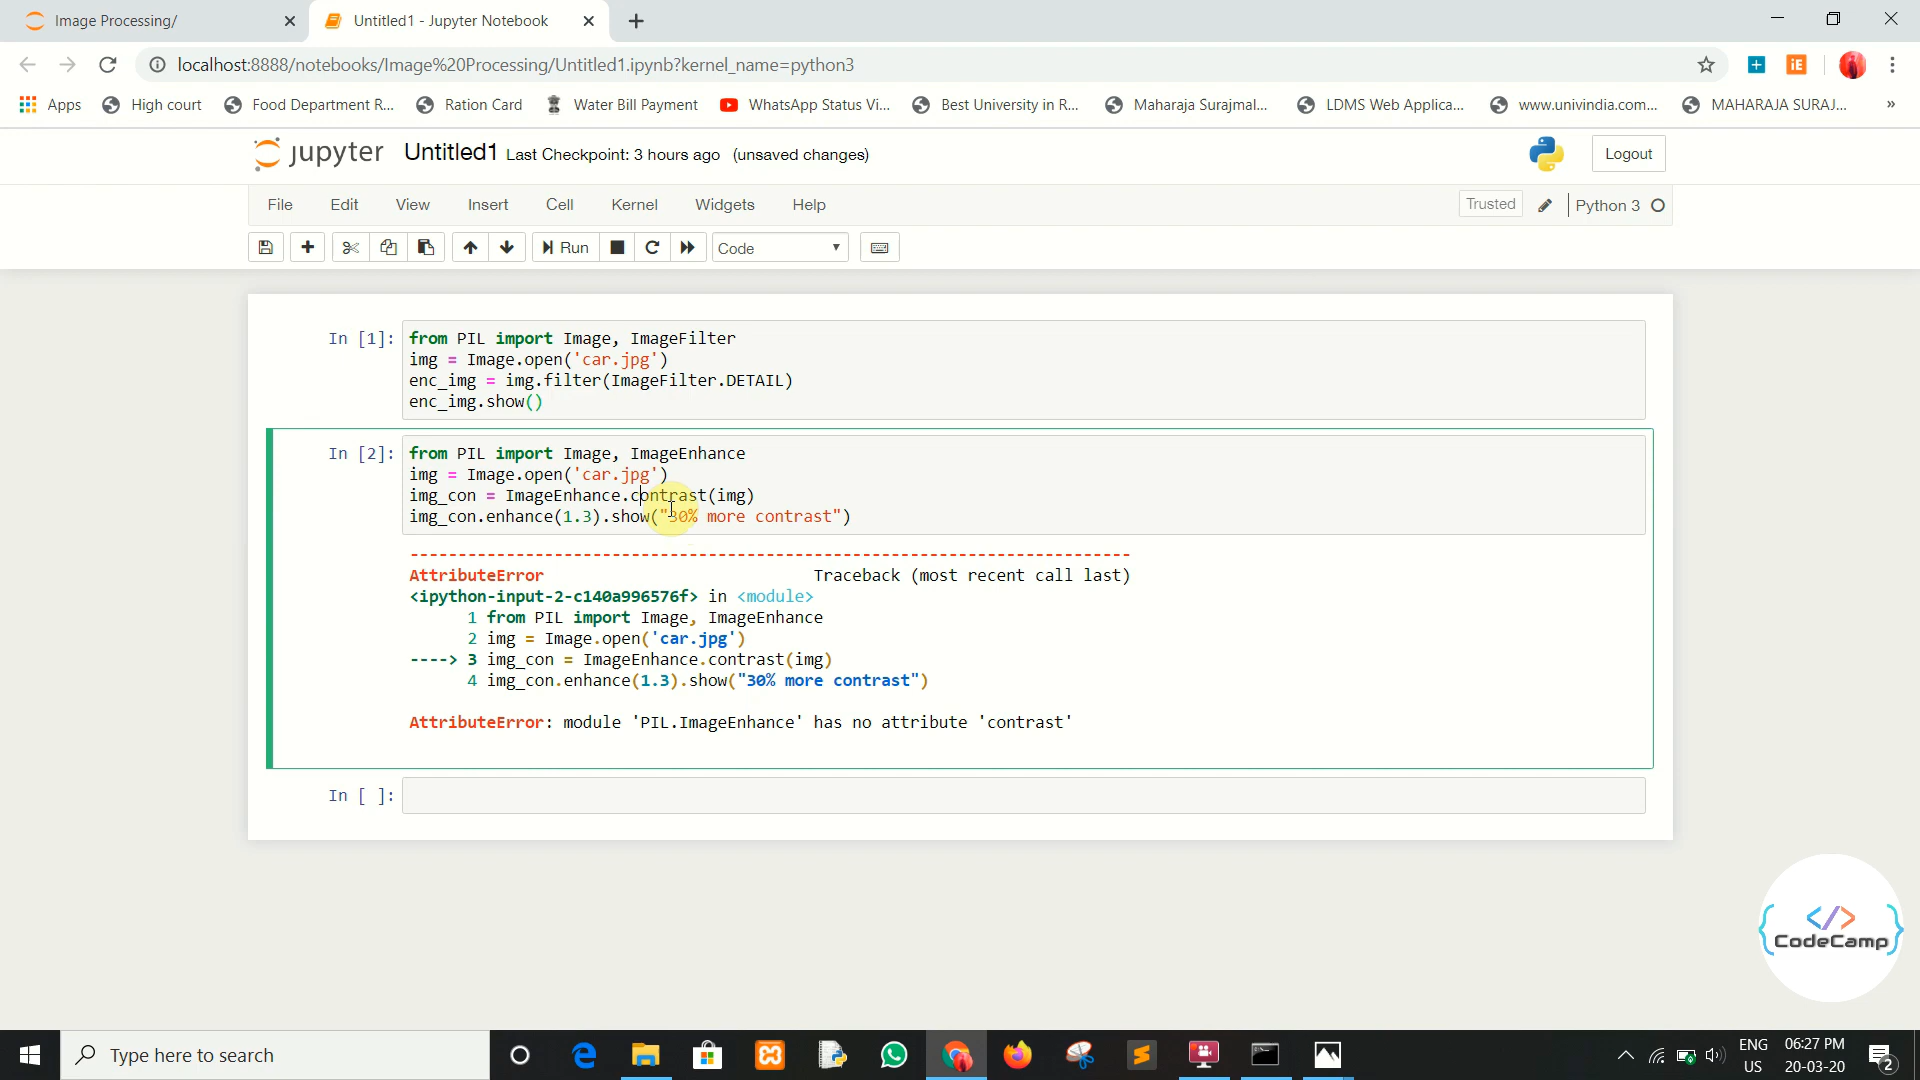 Image Processing/
Untitled1 - Jupyter Notebook
localhost:8888/notebooks/Image%20Processing/Untitled1.ipynb?kernel_name=python3
Apps High court Food Department R... Ration Card Water Bill Payment WhatsApp Status Vi... Best University in R... Maharaja Surajmal... LDMS Web Applica... www.univindia.com... MAHARAJA SURAJ... »
jupyter Untitled1 Last Checkpoint: 3 hours ago (unsaved changes) Logout
File Edit View Insert Cell Kernel Widgets Help Trusted Python 3
Run Code
In [1]: from PIL import Image, ImageFilter
img = Image.open('car.jpg')
enc_img = img.filter(ImageFilter.DETAIL)
enc_img.show()
In [2]: from PIL import Image, ImageEnhance
img = Image.open('car.jpg')
img_con = ImageEnhance.contrast(img)
img_con.enhance(1.3).show("30% more contrast")
---------------------------------------------------------------------------
AttributeError Traceback (most recent call last)
<ipython-input-2-c140a996576f> in <module>
1 from PIL import Image, ImageEnhance
2 img = Image.open('car.jpg')
----> 3 img_con = ImageEnhance.contrast(img)
4 img_con.enhance(1.3).show("30% more contrast")
AttributeError: module 'PIL.ImageEnhance' has no attribute 'contrast'
In [ ]:
</>
{CodeCamp}
Type here to search
ENG 06:27 PM
US 20-03-20 2